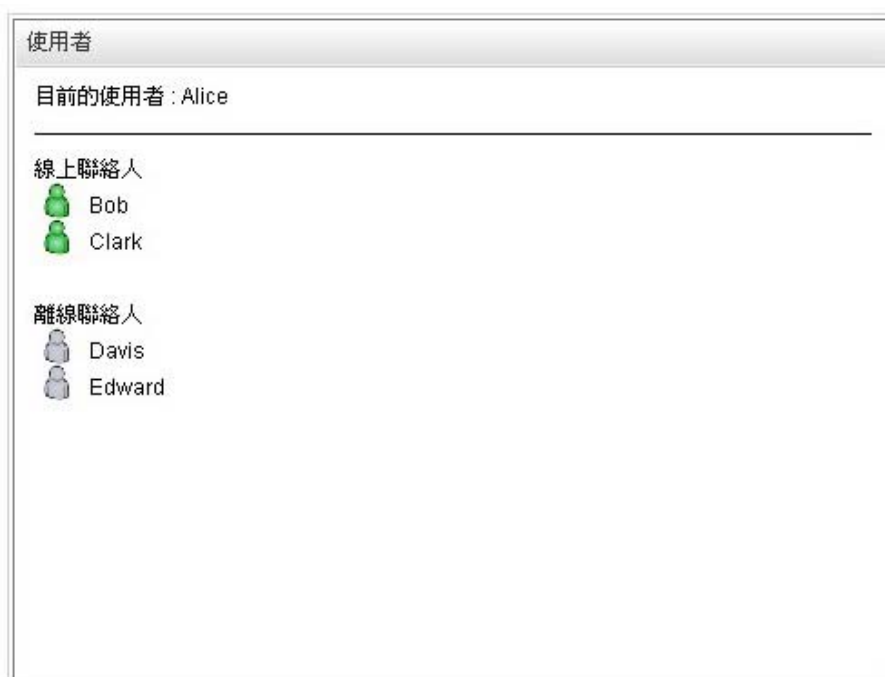 使用者
目前的使用者 : Alice
線上聯絡人
Bob
Clark
離線聯絡人
Davis
Edward